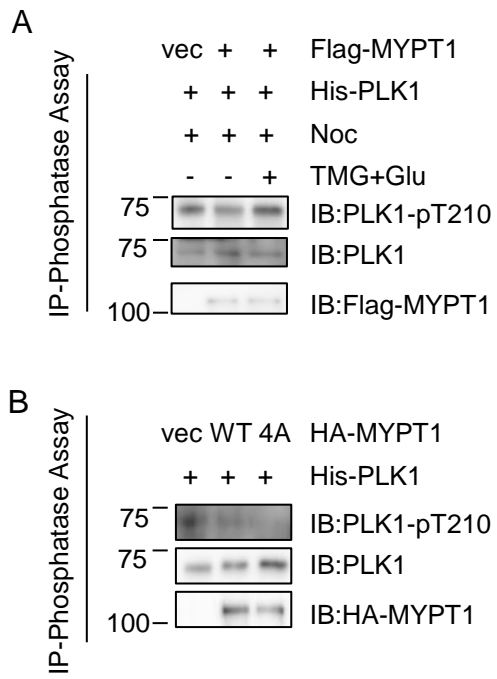 A
IP-Phosphatase Assay
vec + + Flag-MYPT1
+ + + His-PLK1
+ + + Noc
- - + TMG+Glu
75 IB:PLK1-pT210
75 IB:PLK1
100 IB:Flag-MYPT1
B
IP-Phosphatase Assay
vec WT 4A HA-MYPT1
+ + + His-PLK1
75 IB:PLK1-pT210
75 IB:PLK1
100 IB:HA-MYPT1